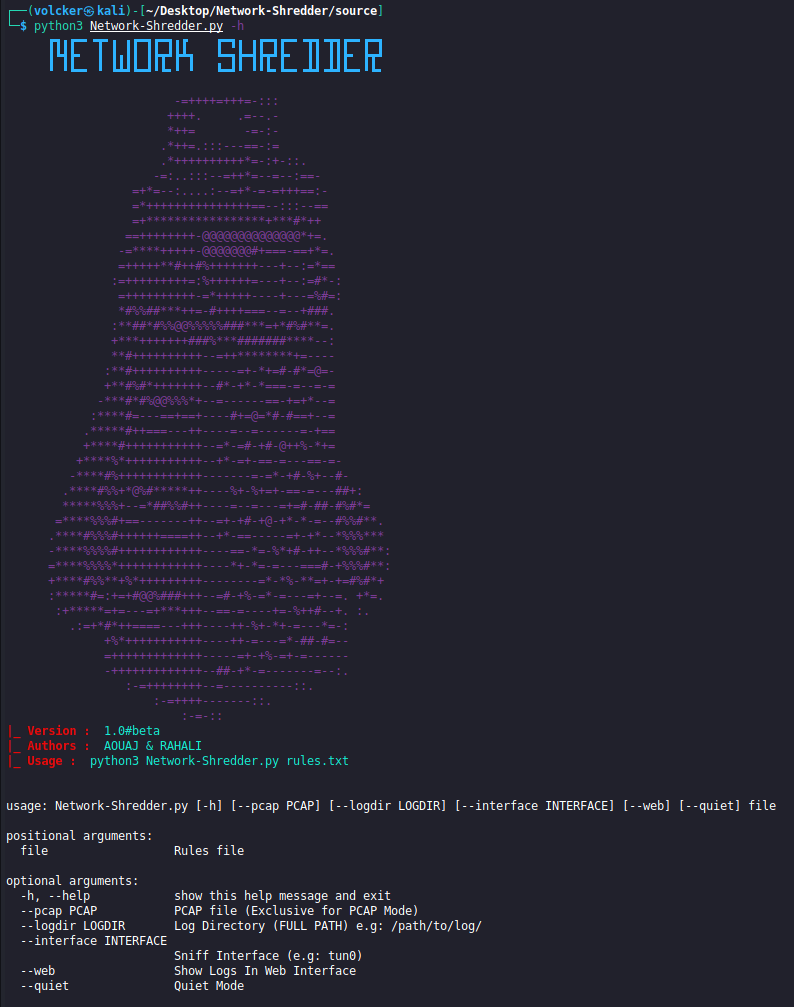 ┌──(volcker㉿kali)-[~/Desktop/Network-Shredder/source]
└─$ python3 Network-Shredder.py -h
NETWORK SHREDDER
|_ Version : 1.0#beta
|_ Authors : AOUAJ & RAHALI
|_ Usage : python3 Network-Shredder.py rules.txt
usage: Network-Shredder.py [-h] [--pcap PCAP] [--logdir LOGDIR] [--interface INTERFACE] [--web] [--quiet] file
positional arguments:
file Rules file
optional arguments:
-h, --help show this help message and exit
--pcap PCAP PCAP file (Exclusive for PCAP Mode)
--logdir LOGDIR Log Directory (FULL PATH) e.g: /path/to/log/
--interface INTERFACE
Sniff Interface (e.g: tun0)
--web Show Logs In Web Interface
--quiet Quiet Mode